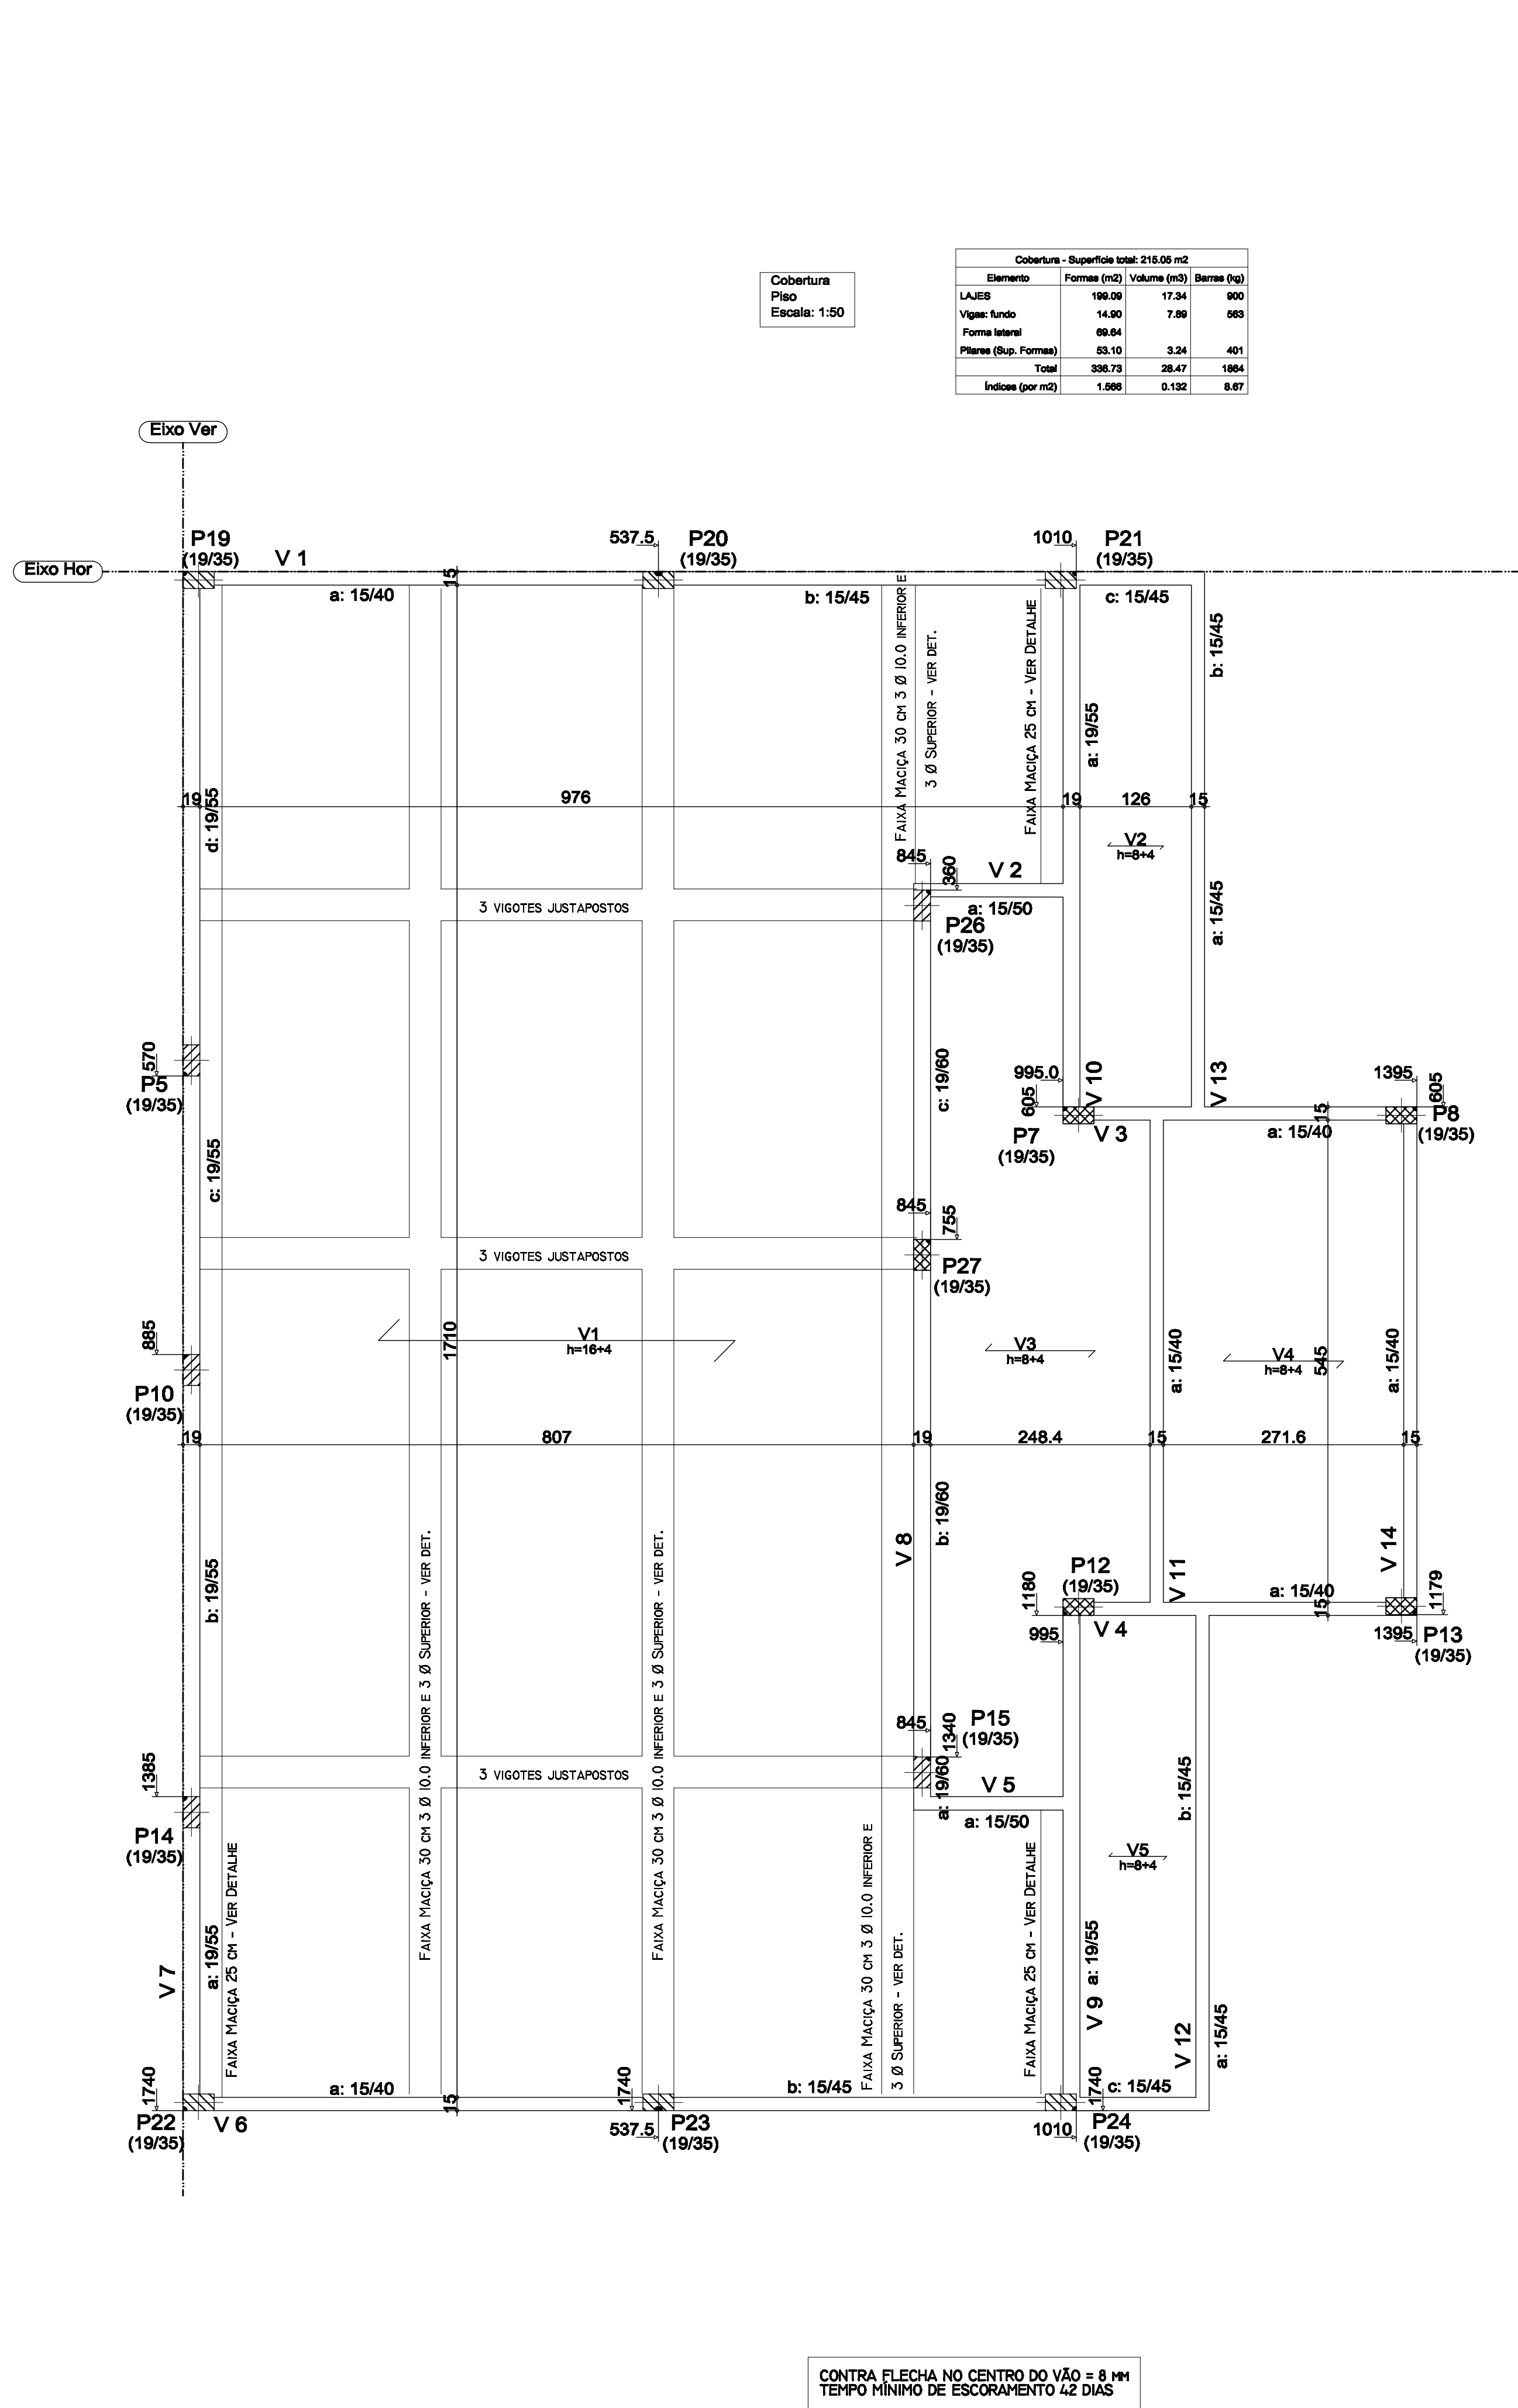 Cobertura
Piso
Escala: 1:50
Cobertura - Superfície total: 215.05 m2
Elemento Formas (m2) Volume (m3) Barras (kg)
LAJES 199.09 17.34 900
Vigas: fundo 14.90 7.89 563
Forma lateral 69.64
Pilares (Sup. Formas) 53.10 3.24 401
Total 336.73 28.47 1864
Índices (por m2) 1.566 0.132 8.67
Eixo Ver
Eixo Hor
P19
(19/35)
V 1
537.5
P20
(19/35)
1010
P21
(19/35)
15
a: 15/40
b: 15/45
c: 15/45
FAIXA MACIÇA 30 CM 3 Ø 10.0 INFERIOR E
3 Ø SUPERIOR - VER DET.
FAIXA MACIÇA 25 CM - VER DETALHE
a: 19/55
b: 15/45
19
d: 19/55
976
19
126
15
V2
h=8+4
845
360
V 2
a: 15/50
P26
(19/35)
a: 15/45
3 VIGOTES JUSTAPOSTOS
570
P5
(19/35)
c: 19/55
c: 19/60
995.0
605
V 10
V 13
P7
(19/35)
V 3
1395
605
15
P8
(19/35)
a: 15/40
845
755
P27
(19/35)
3 VIGOTES JUSTAPOSTOS
885
P10
(19/35)
V1
h=16+4
1710
V3
h=8+4
a: 15/40
V4
h=8+4
545
a: 15/40
19
807
19
248.4
15
271.6
15
b: 19/55
FAIXA MACIÇA 30 CM 3 Ø 10.0 INFERIOR E 3 Ø SUPERIOR - VER DET.
FAIXA MACIÇA 30 CM 3 Ø 10.0 INFERIOR E 3 Ø SUPERIOR - VER DET.
V 8
b: 19/60
P12
(19/35)
1180
995
V 4
V 11
a: 15/40
15
V 14
1179
1395
P13
(19/35)
845
1340
P15
(19/35)
a: 19/60
V 5
a: 15/50
3 VIGOTES JUSTAPOSTOS
1385
P14
(19/35)
V 7
a: 19/55
FAIXA MACIÇA 25 CM - VER DETALHE
FAIXA MACIÇA 30 CM 3 Ø 10.0 INFERIOR E
3 Ø SUPERIOR - VER DET.
FAIXA MACIÇA 25 CM - VER DETALHE
V 9
a: 19/55
V5
h=8+4
b: 15/45
V 12
a: 15/45
1740
P22
(19/35)
V 6
a: 15/40
15
1740
537.5
P23
(19/35)
b: 15/45
1740
1010
P24
(19/35)
c: 15/45
CONTRA FLECHA NO CENTRO DO VÃO = 8 MM
TEMPO MÍNIMO DE ESCORAMENTO 42 DIAS